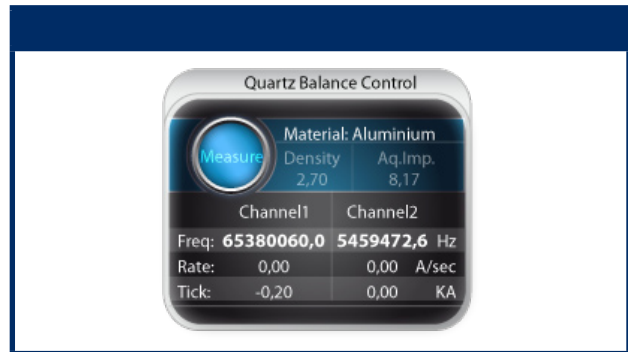 Quartz Balance Control
Measure
Material: Aluminium
Density Aq.Imp.
2,70 8,17
Channel1 Channel2
Freq: 65380060,0 5459472,6 Hz
Rate: 0,00 0,00 A/sec
Tick: -0,20 0,00 KA